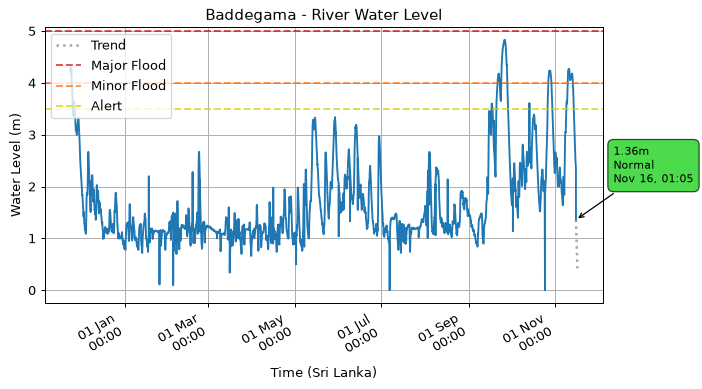 Baddegama - River Water Level
Water Level (m)
5
4
3
2
1
0
Trend
Major Flood
Minor Flood
Alert
1.36m
Normal
Nov 16, 01:05
01 Jan
00:00
01 Mar
00:00
01 May
00:00
01 Jul
00:00
01 Sep
00:00
01 Nov
00:00
Time (Sri Lanka)